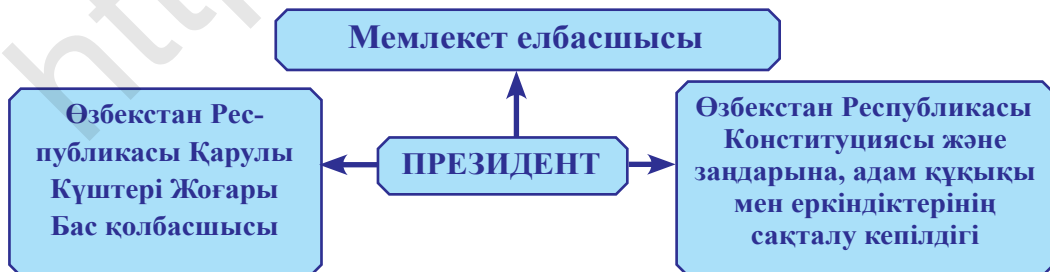 Мемлекет елбасшысы
Өзбекстан Рес-
публикасы Қарулы
Күштері Жоғары
Бас қолбасшысы
ПРЕЗИДЕНТ
Өзбекстан Республикасы
Конституциясы және
заңдарына, адам құқықы
мен еркіндіктерінің
сақталу кепілдігі